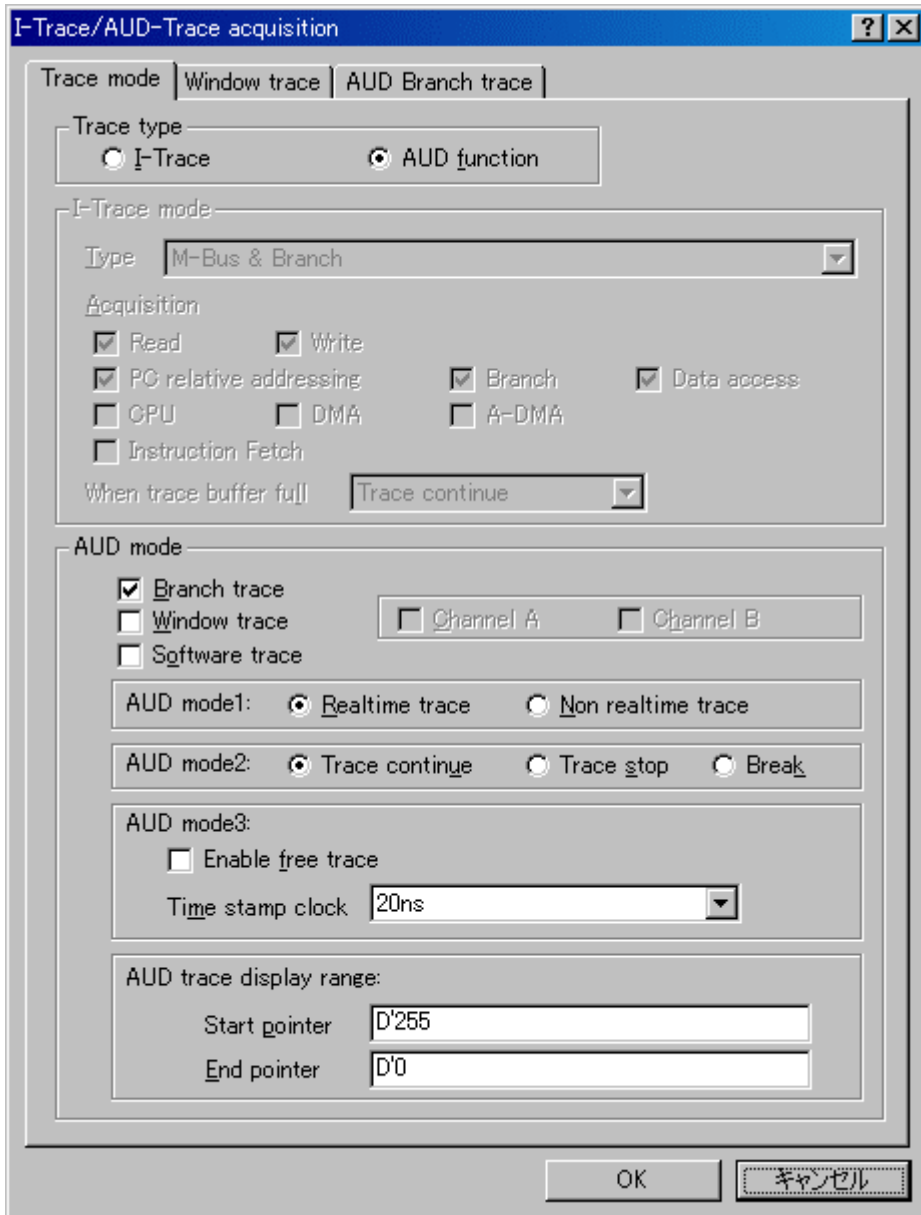 I-Trace/AUD-Trace acquisition
Trace mode Window trace AUD Branch trace
Trace type
I-Trace AUD function
I-Trace mode
Type M-Bus & Branch
Acquisition
Read Write
PC relative addressing Branch Data access
CPU DMA A-DMA
Instruction Fetch
When trace buffer full Trace continue
AUD mode
Branch trace
Window trace Channel A Channel B
Software trace
AUD mode1: Realtime trace Non realtime trace
AUD mode2: Trace continue Trace stop Break
AUD mode3:
Enable free trace
Time stamp clock 20ns
AUD trace display range:
Start pointer D'255
End pointer D'0
OK キャンセル